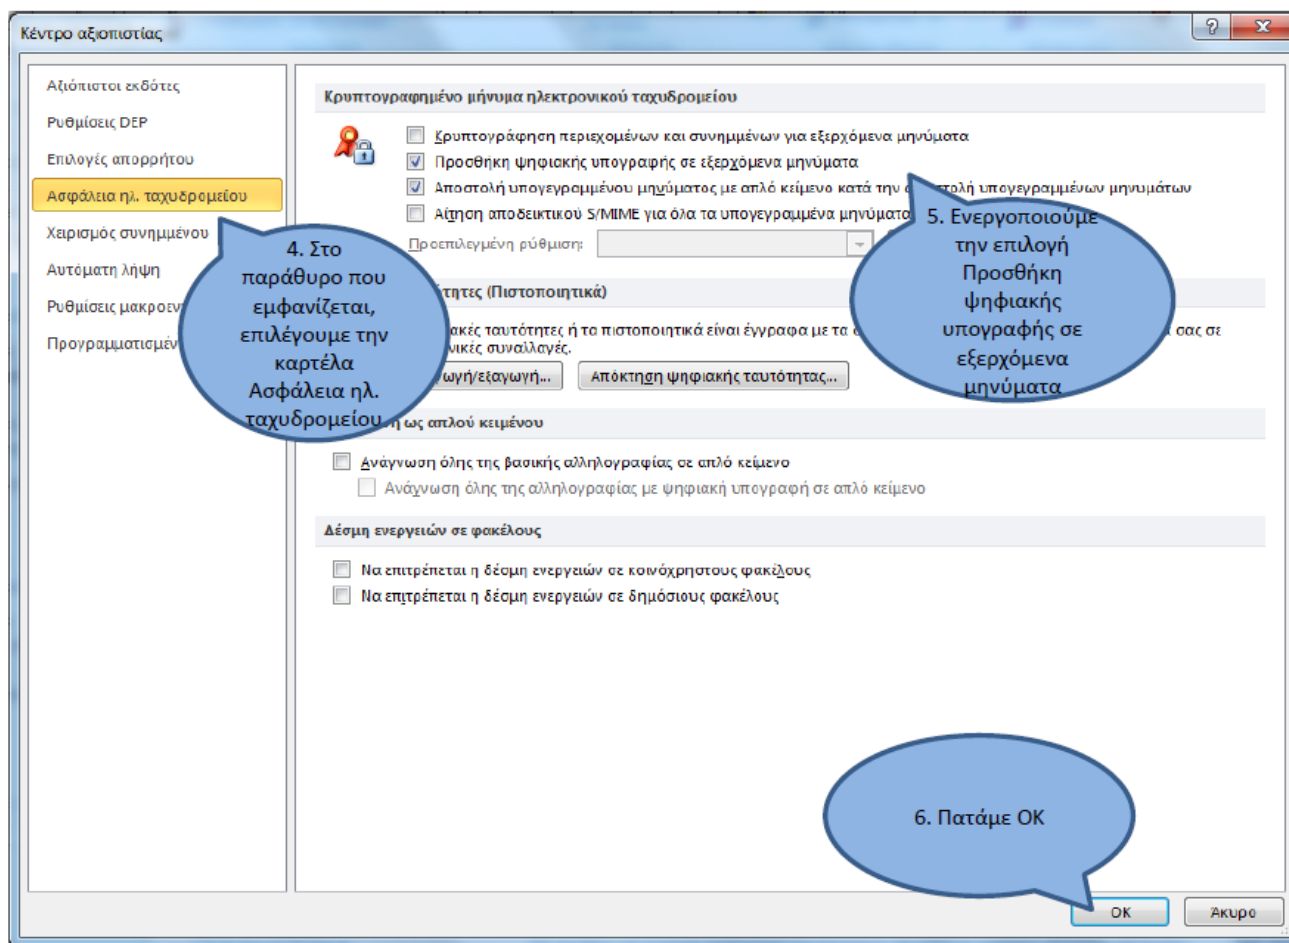 Κέντρο αξιοπιστίας
Αξιόπιστοι εκδότες
Ρυθμίσεις DEP
Επιλογές απορρήτου
Ασφάλεια ηλ. ταχυδρομείου
Χειρισμός συνημμένου
Αυτόματη λήψη
Ρυθμίσεις
4. Στο
παράθυρο που
εμφανίζεται,
επιλέγουμε την
καρτέλα
Ασφάλεια ηλ.
ταχυδρομείου
Κρυπτογραφημένο μήνυμα ηλεκτρονικού ταχυδρομείου
Κρυπτογράφηση περιεχομένων και συνημμένων για εξερχόμενα μηνύματα
Προσθήκη ψηφιακής υπογραφής σε εξερχόμενα μηνύματα
Αποστολή υπογεγραμμένου μηνύματος με απλό κείμενο κατά την αποστολή υπογεγραμμένων μηνυμάτων
Αίτηση αποδεικτικού S/MIME για όλα τα υπογεγραμμένα μηνύματα
Προεπιλεγμένη ρύθμιση:
5. Ενεργοποιούμε
την επιλογή
Προσθήκη
ψηφιακής
υπογραφής σε
εξερχόμενα
μηνύματα
(Πιστοποιητικά)
ταυτότητες ή τα πιστοποιητικά είναι έγγραφα με τα σας σε
συναλλαγές.
Απόκτηση ψηφιακής ταυτότητας...
ως απλού κειμένου
Ανάγνωση όλης της βασικής αλληλογραφίας σε απλό κείμενο
Ανάγνωση όλης της αλληλογραφίας με ψηφιακή υπογραφή σε απλό κείμενο
Δέσμη ενεργειών σε φακέλους
Να επιτρέπεται η δέσμη ενεργειών σε κοινόχρηστους φακέλους
Να επιτρέπεται η δέσμη ενεργειών σε δημόσιους φακέλους
6. Πατάμε ΟΚ
OK
Άκυρο